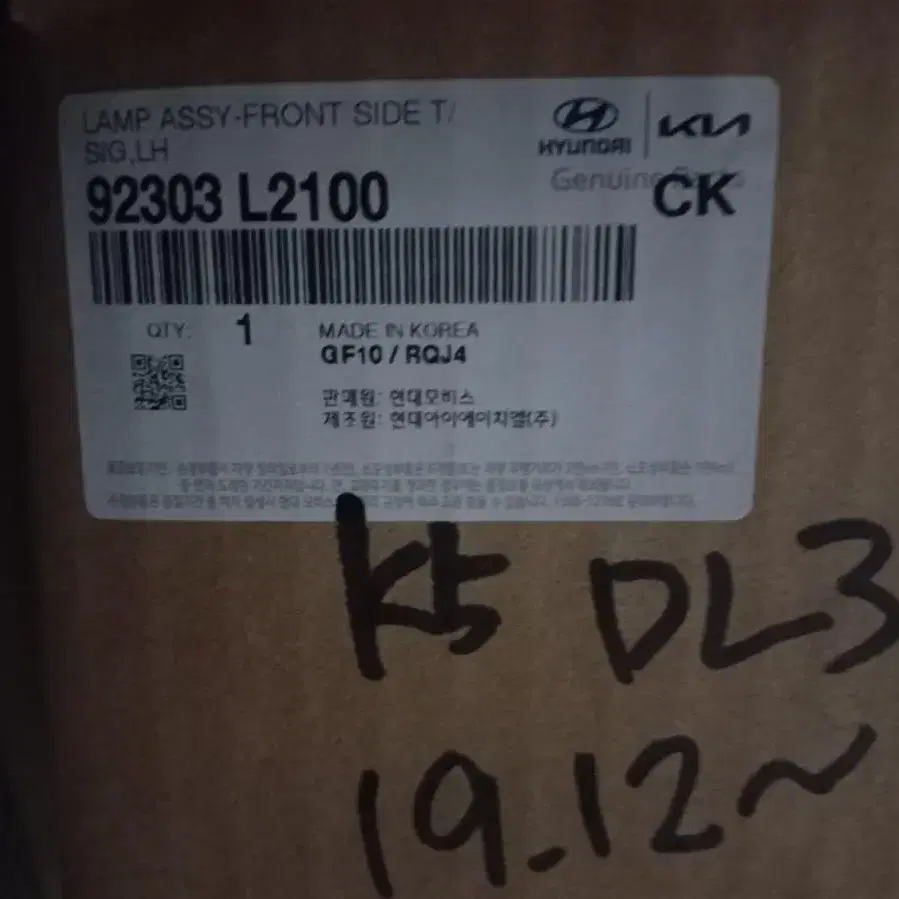 LAMP ASSY-FRONT SIDE T/
SIG,LH
HYUNDAI KIA
92303 L2100
Genuine Parts
CK
QTY: 1
MADE IN KOREA
GF10 / RQJ4
판매원: 현대모비스
제조원: 현대아이에이치엘(주)
K5 DL3
19.12~